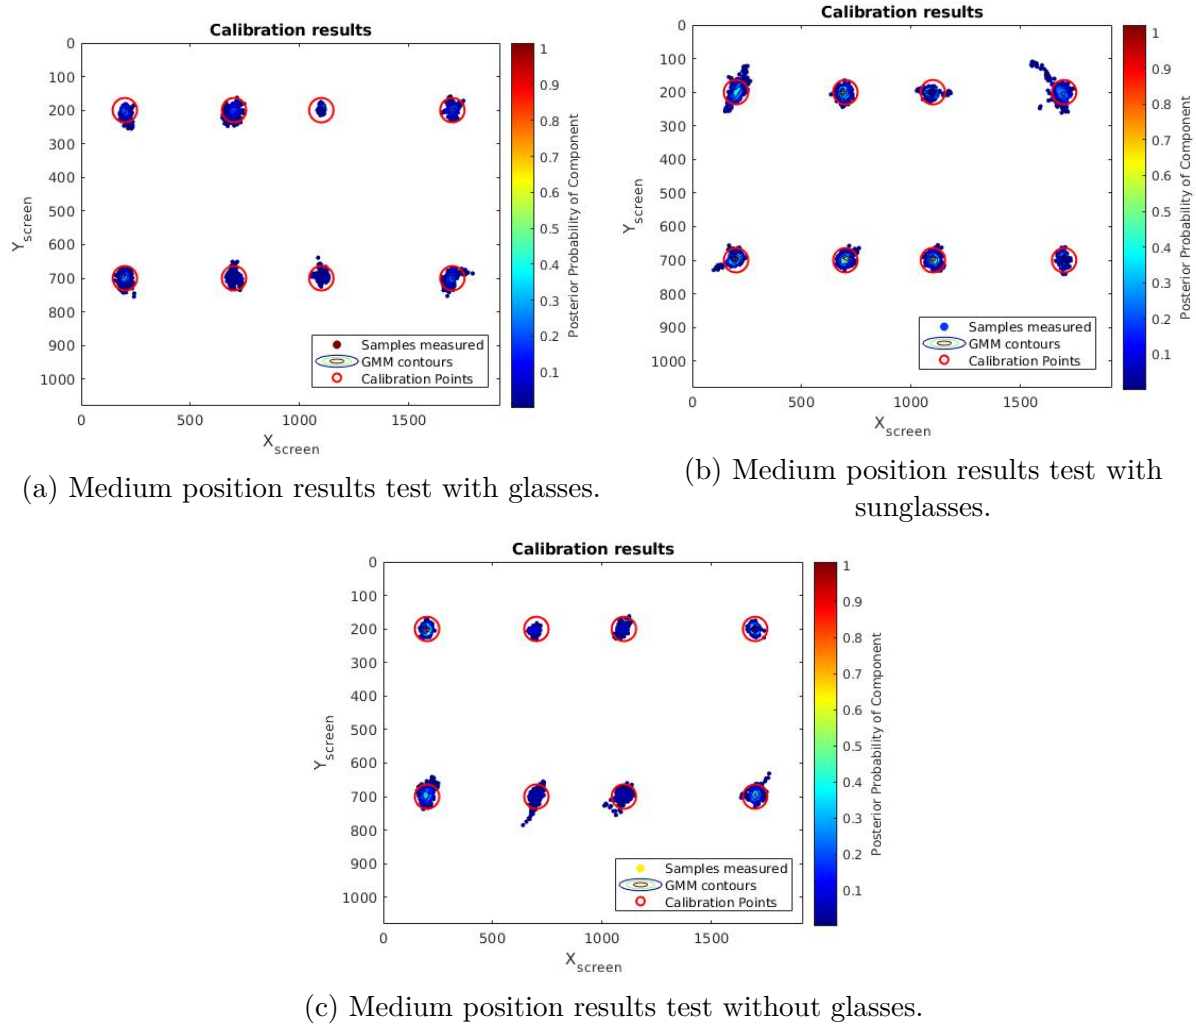 Calibration results
0
100
200
300
400
500
600
700
800
900
1000
Y_screen
0 500 1000 1500
X_screen
Samples measured
GMM contours
Calibration Points
1
0.9
0.8
0.7
0.6
0.5
0.4
0.3
0.2
0.1
Posterior Probability of Component
(a) Medium position results test with glasses.
Calibration results
0
100
200
300
400
500
600
700
800
900
1000
Y_screen
0 500 1000 1500
X_screen
Samples measured
GMM contours
Calibration Points
1
0.9
0.8
0.7
0.6
0.5
0.4
0.3
0.2
0.1
Posterior Probability of Component
(b) Medium position results test with
sunglasses.
Calibration results
0
100
200
300
400
500
600
700
800
900
1000
Y_screen
0 500 1000 1500
X_screen
Samples measured
GMM contours
Calibration Points
1
0.9
0.8
0.7
0.6
0.5
0.4
0.3
0.2
0.1
Posterior Probability of Component
(c) Medium position results test without glasses.